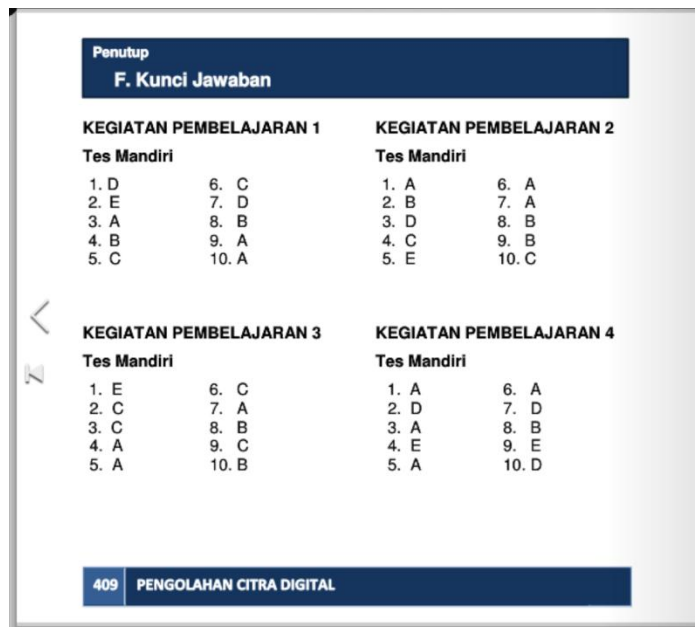 Penutup
F. Kunci Jawaban
KEGIATAN PEMBELAJARAN 1
Tes Mandiri
1. D
2. E
3. A
4. B
5. C
6. C
7. D
8. B
9. A
10. A
KEGIATAN PEMBELAJARAN 2
Tes Mandiri
1. A
2. B
3. D
4. C
5. E
6. A
7. A
8. B
9. B
10. C
KEGIATAN PEMBELAJARAN 3
Tes Mandiri
1. E
2. C
3. C
4. A
5. A
6. C
7. A
8. B
9. C
10. B
KEGIATAN PEMBELAJARAN 4
Tes Mandiri
1. A
2. D
3. A
4. E
5. A
6. A
7. D
8. B
9. E
10. D
409 PENGOLAHAN CITRA DIGITAL